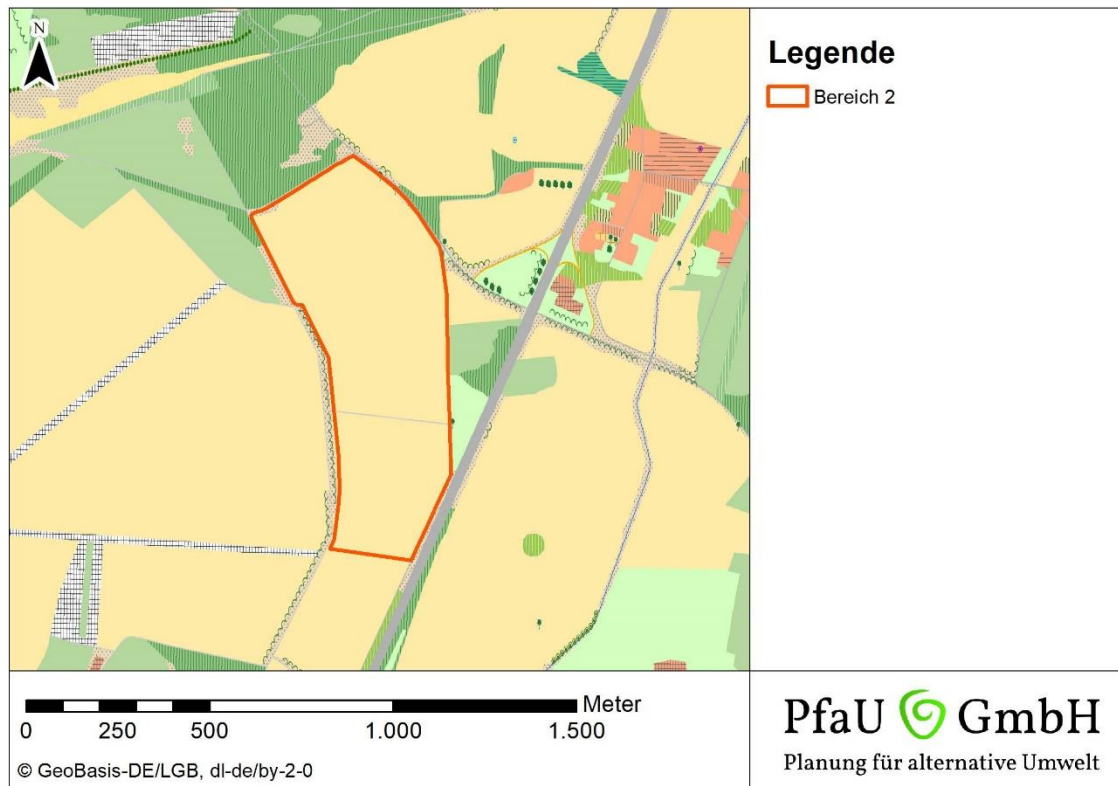 N
Legende
Bereich 2
Meter
0 250 500 1.000 1.500
© GeoBasis-DE/LGB, dl-de/by-2-0
PfaU GmbH
Planung für alternative Umwelt